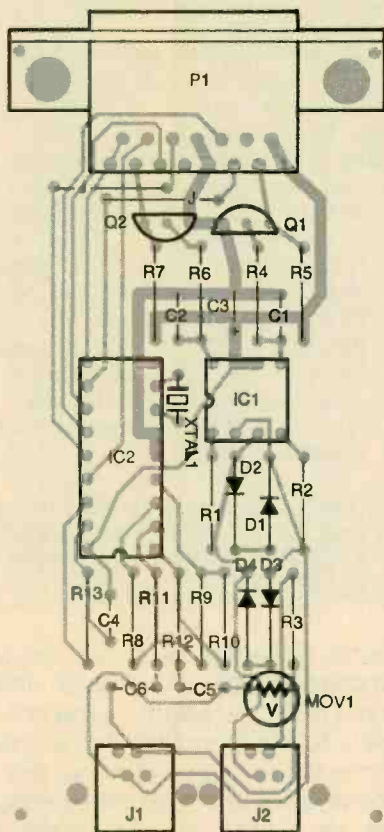 P1
J
Q2 Q1
R7 R6 R4 R5
C3
C2 C1
IC1
XTAL1
IC2
D2
R1 R2
D1
D4 D3
R13 R11 R9
C4 R3
R8 R12 R10
C6 C5
MOV1
V
J1 J2